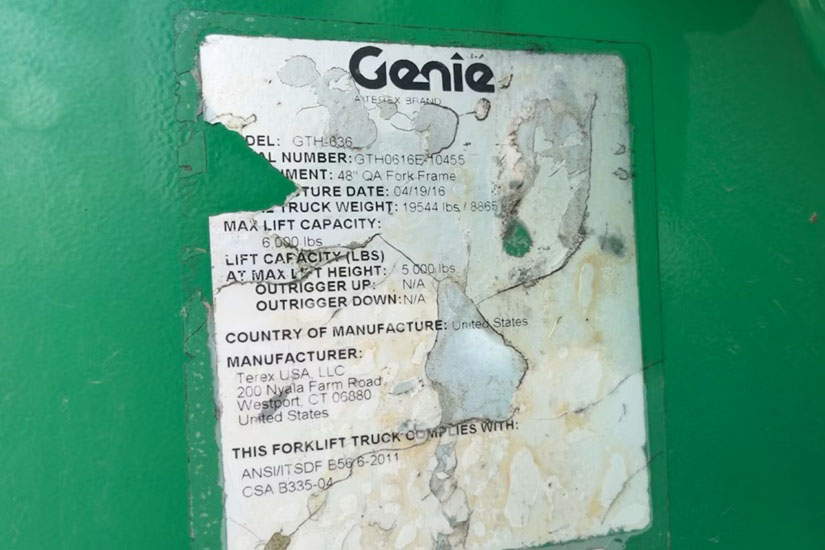 Genie
A TEREX BRAND
DEL: GTH-636
AL NUMBER: GTH0616E-10455
MENT: 48" QA Fork Frame
TURE DATE: 04/19/16
TRUCK WEIGHT: 19544 lbs / 8865
MAX LIFT CAPACITY:
6,000 lbs
LIFT CAPACITY (LBS)
AT MAX LIFT HEIGHT: 5,000 lbs
OUTRIGGER UP: N/A
OUTRIGGER DOWN: N/A
COUNTRY OF MANUFACTURE: United States
MANUFACTURER:
Terex USA, LLC
200 Nyala Farm Road
Westport, CT 06880
United States
THIS FORKLIFT TRUCK COMPLIES WITH:
ANSI/ITSDF B56.6-2011
CSA B335-04